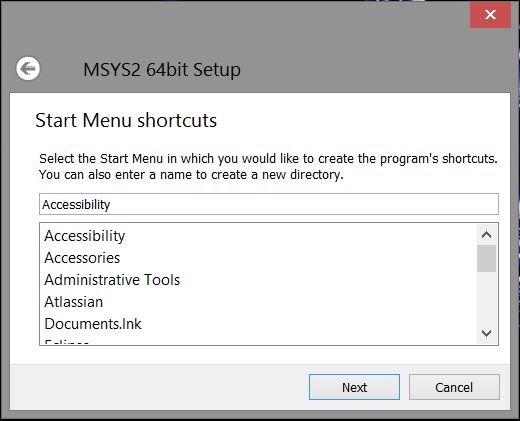 MSYS2 64bit Setup
Start Menu shortcuts
Select the Start Menu in which you would like to create the program's shortcuts.
You can also enter a name to create a new directory.
Accessibility
Accessibility
Accessories
Administrative Tools
Atlassian
Documents.lnk
Eclipse
Next
Cancel